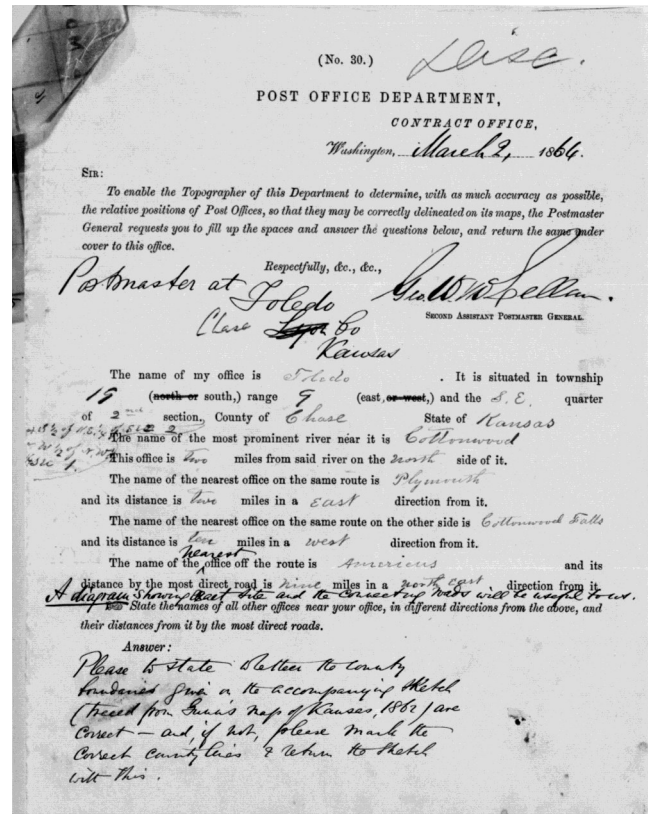 (No. 30.)
Disc.
POST OFFICE DEPARTMENT,
CONTRACT OFFICE,
Washington, March 2, 1864.
SIR:
To enable the Topographer of this Department to determine, with as much accuracy as possible,
the relative positions of Post Offices, so that they may be correctly delineated on its maps, the Postmaster
General requests you to fill up the spaces and answer the questions below, and return the same under
cover to this office.
Respectfully, &c., &c.,
Postmaster at
Toledo
Geo. W. McLellan.
SECOND ASSISTANT POSTMASTER GENERAL.
Chase Lyon Co
Kansas
The name of my office is Toledo . It is situated in township
19 (north or south,) range 9 (east, or west,) and the S. E. quarter
of 2nd section, County of Chase State of Kansas
The name of the most prominent river near it is Cottonwood
This office is two miles from said river on the north side of it.
The name of the nearest office on the same route is Plymouth
and its distance is two miles in a east direction from it.
The name of the nearest office on the same route on the other side is Cottonwood Falls
and its distance is ten miles in a west direction from it.
The name of the nearest office off the route is Americus and its
distance by the most direct road is nine miles in a north east direction from it.
A diagram showing site and the connecting roads will be useful to us.
State the names of all other offices near your office, in different directions from the above, and
their distances from it by the most direct roads.
Answer:
Please to state whether the county
boundaries given on the accompanying sketch
(traced from Gunn's map of Kansas, 1862) are
correct — and, if not, please mark the
correct county lines & return the sketch
with this.